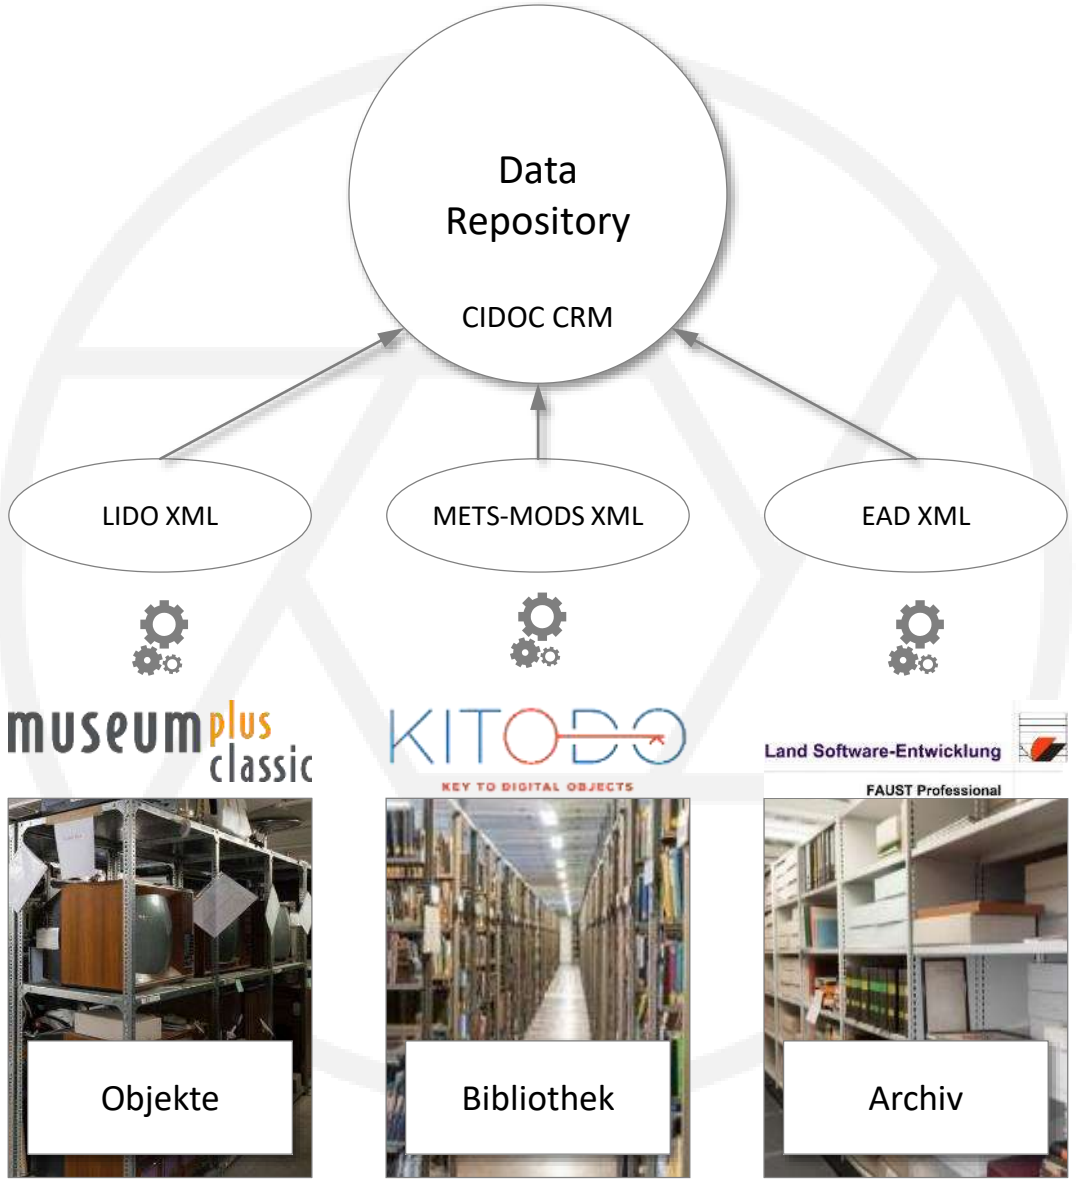 Data
Repository
CIDOC CRM
LIDO XML
METS-MODS XML
EAD XML
museum plus
classic
KITODO
KEY TO DIGITAL OBJECTS
Land Software-Entwicklung
FAUST Professional
Objekte
Bibliothek
Archiv